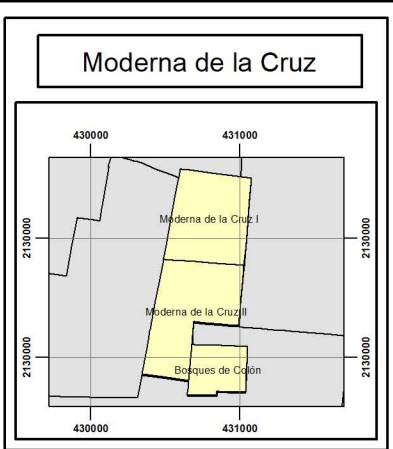 Moderna de la Cruz
430000 431000
Moderna de la Cruz I
2130000 2130000
Moderna de la Cruz II
Bosques de Colón
2130000 2130000
430000 431000